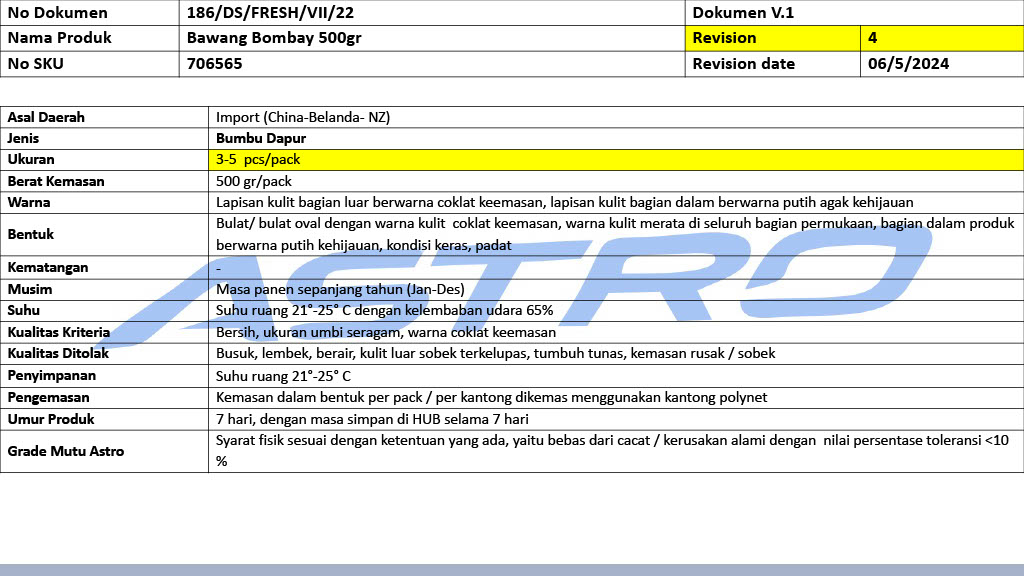 No Dokumen 186/DS/FRESH/VII/22 Dokumen V.1
Nama Produk Bawang Bombay 500gr Revision 4
No SKU 706565 Revision date 06/5/2024
Asal Daerah Import (China-Belanda- NZ)
Jenis Bumbu Dapur
Ukuran 3-5 pcs/pack
Berat Kemasan 500 gr/pack
Warna Lapisan kulit bagian luar berwarna coklat keemasan, lapisan kulit bagian dalam berwarna putih agak kehijauan
Bentuk Bulat/ bulat oval dengan warna kulit coklat keemasan, warna kulit merata di seluruh bagian permukaan, bagian dalam produk
berwarna putih kehijauan, kondisi keras, padat
Kematangan -
Musim Masa panen sepanjang tahun (Jan-Des)
Suhu Suhu ruang 21°-25° C dengan kelembaban udara 65%
Kualitas Kriteria Bersih, ukuran umbi seragam, warna coklat keemasan
Kualitas Ditolak Busuk, lembek, berair, kulit luar sobek terkelupas, tumbuh tunas, kemasan rusak / sobek
Penyimpanan Suhu ruang 21°-25° C
Pengemasan Kemasan dalam bentuk per pack / per kantong dikemas menggunakan kantong polynet
Umur Produk 7 hari, dengan masa simpan di HUB selama 7 hari
Grade Mutu Astro Syarat fisik sesuai dengan ketentuan yang ada, yaitu bebas dari cacat / kerusakan alami dengan nilai persentase toleransi <10
%
ASTRO